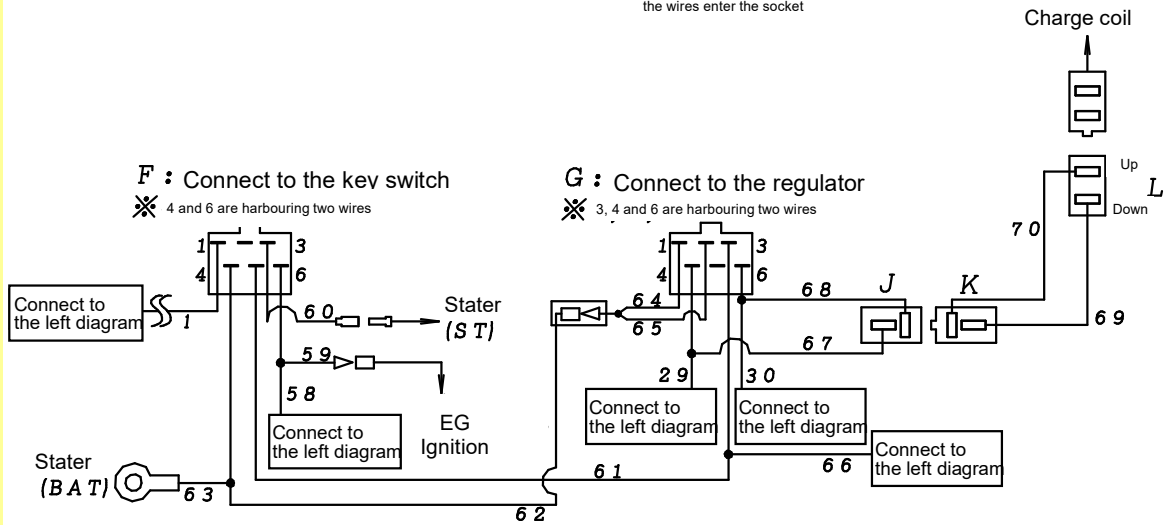 the wires enter the socket
Charge coil
F : Connect to the key switch
※ 4 and 6 are harbouring two wires
G : Connect to the regulator
※ 3, 4 and 6 are harbouring two wires
Up
L
Down
70
1 3
4 6
1 3
4 6
Connect to
the left diagram
1
60
Stater
(ST)
64
65
68
J
K
69
67
59
58
EG
Ignition
29
30
Connect to
the left diagram
Connect to
the left diagram
Connect to
the left diagram
Connect to
the left diagram
66
Stater
(BAT)
63
61
62